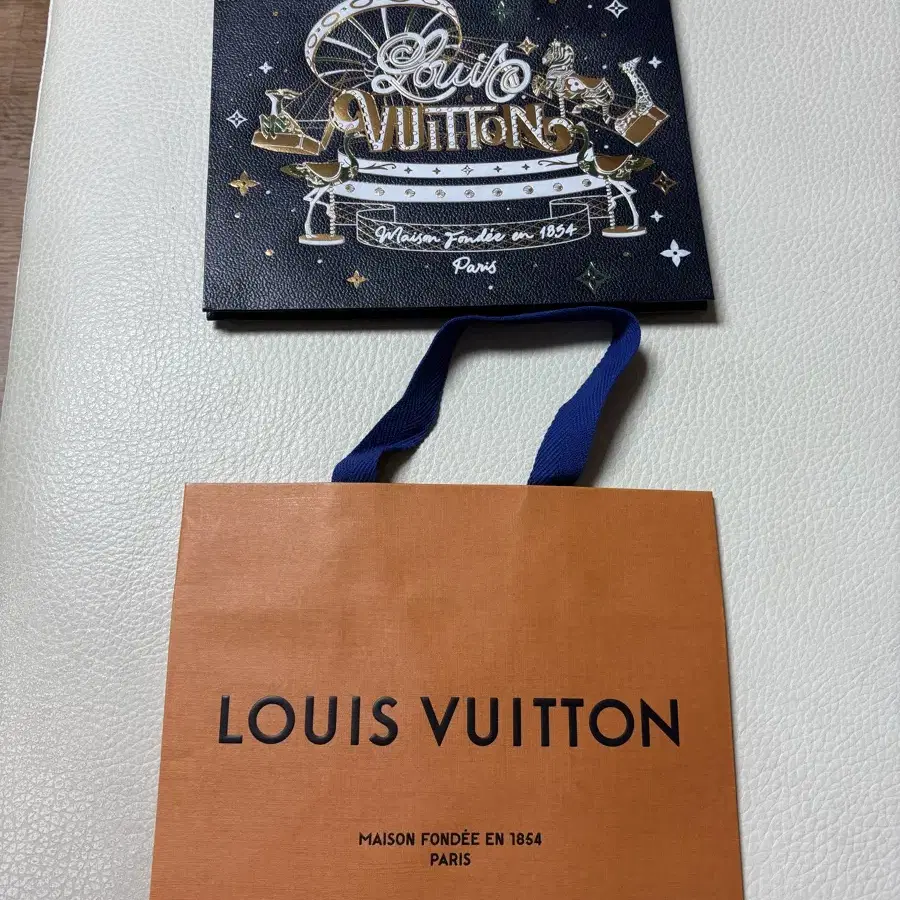 Louis
VUITTON
Maison Fondée en 1854
Paris
LOUIS VUITTON
MAISON FONDÉE EN 1854
PARIS